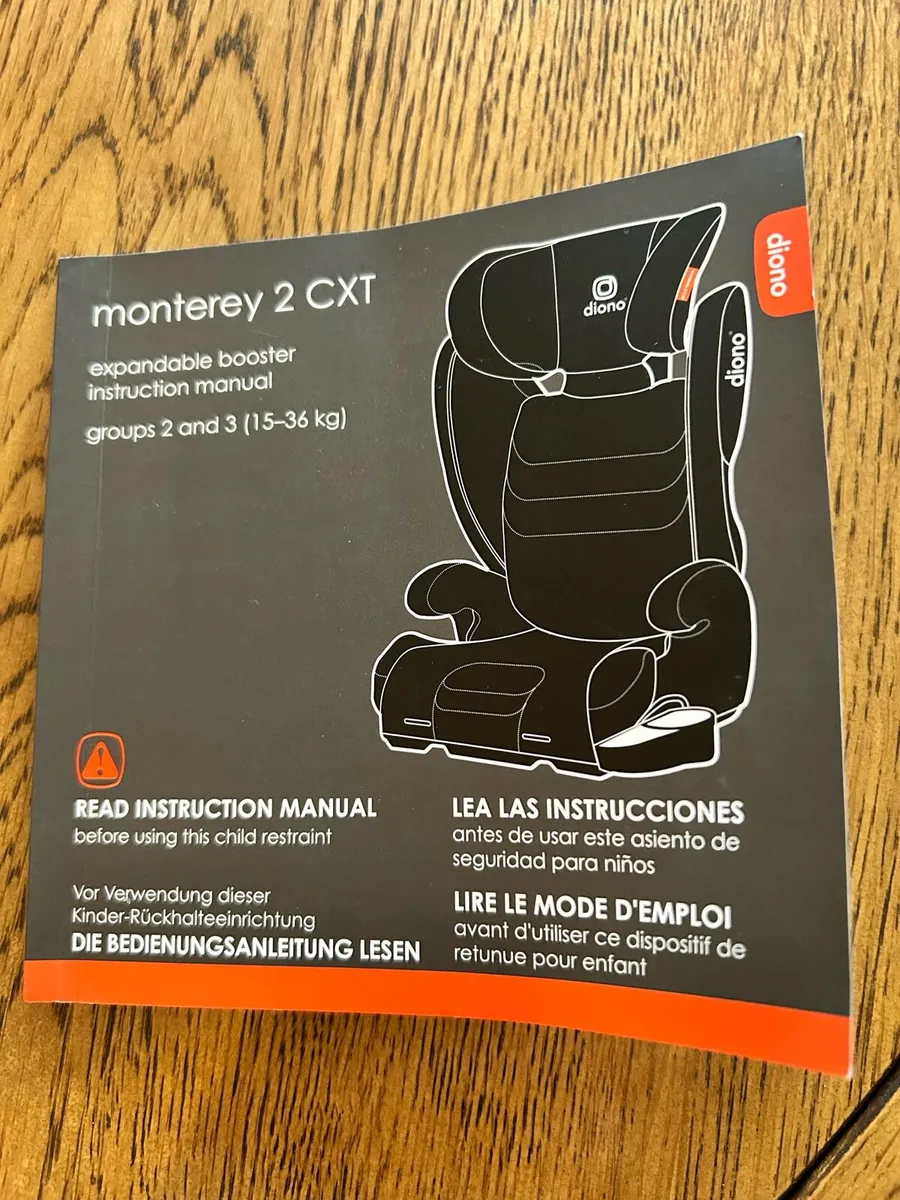 monterey 2 CXT
expandable booster
instruction manual
groups 2 and 3 (15–36 kg)
diono
diono
diono
READ INSTRUCTION MANUAL
before using this child restraint
Vor Verwendung dieser
Kinder-Rückhalteeinrichtung
DIE BEDIENUNGSANLEITUNG LESEN
LEA LAS INSTRUCCIONES
antes de usar este asiento de
seguridad para niños
LIRE LE MODE D'EMPLOI
avant d'utiliser ce dispositif de
retunue pour enfant